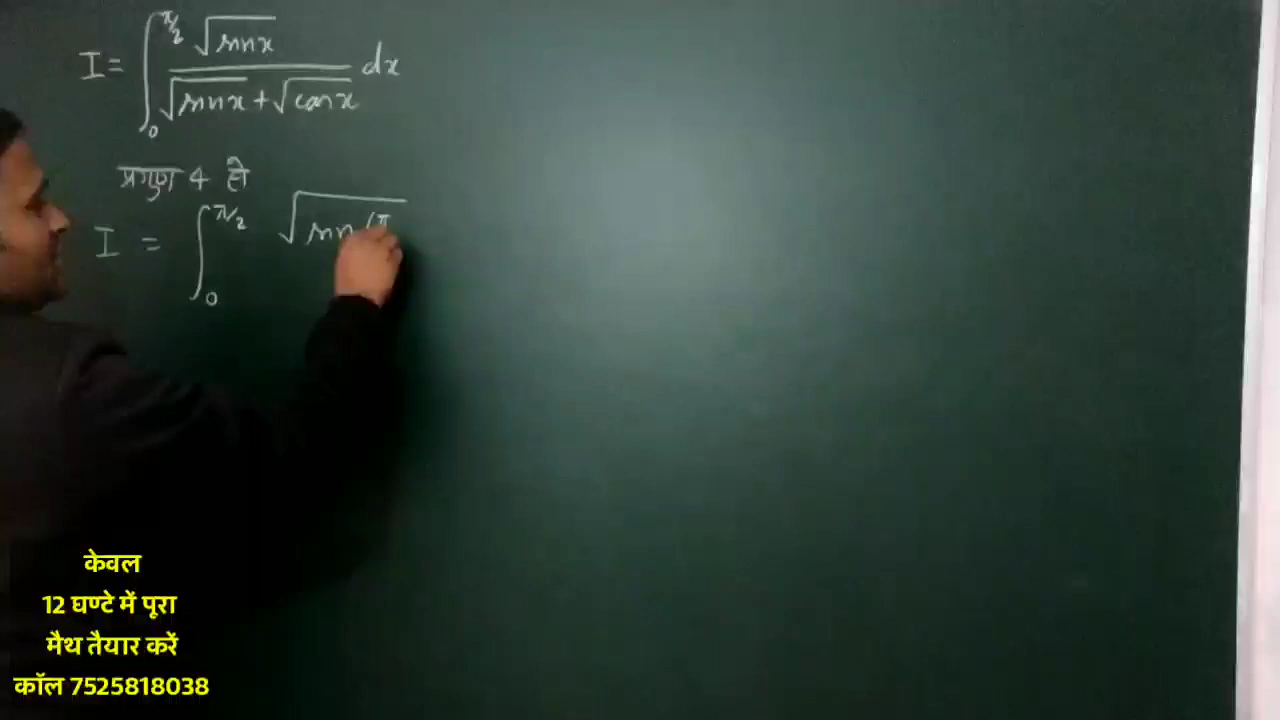 I = ∫₀^π/2 √sinx / (√sinx + √cosx) dx
प्रगुण 4 से
I = ∫₀^π/2 √sin(π
केवल
12 घण्टे में पूरा
मैथ तैयार करें
कॉल 7525818038